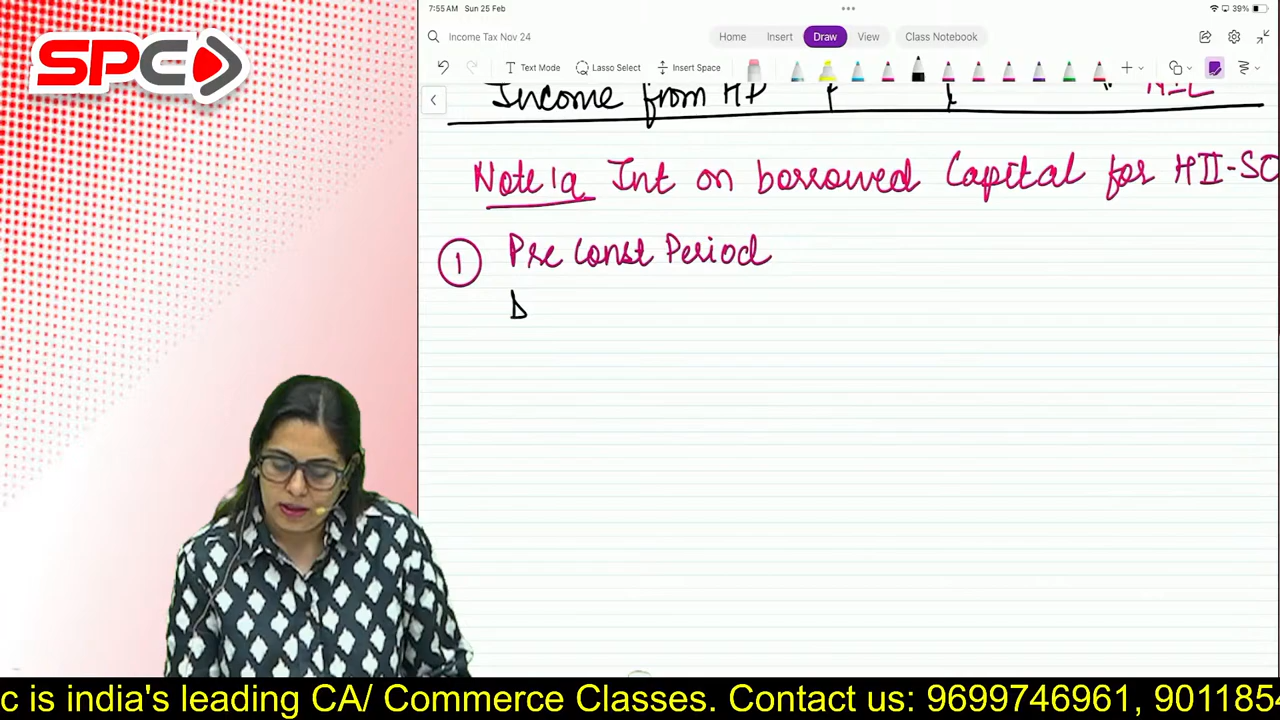 7:55 AM Sun 25 Feb
39%
SPC
Income Tax Nov 24
Home Insert Draw View Class Notebook
Text Mode Lasso Select Insert Space
Income from HP NIL
Note 1a Int on borrowed Capital for HII-SO
1 Pre Const Period
D
c is india's leading CA/ Commerce Classes. Contact us: 9699746961, 901185